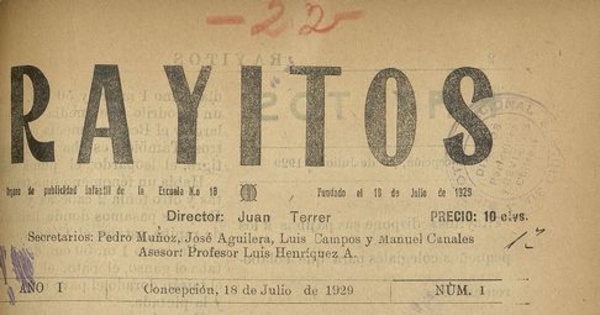 -22-
RAYITOS
Organo de publicidad infantil de la Escuela N.o 18 Fundado el 18 de Julio de 1929
Director: Juan Terrer PRECIO: 10 ctvs.
Secretarios: Pedro Muñoz, José Aguilera, Luis Campos y Manuel Canales
Asesor: Profesor Luis Henríquez A.
AÑO I Concepción, 18 de Julio de 1929 NÚM. 1